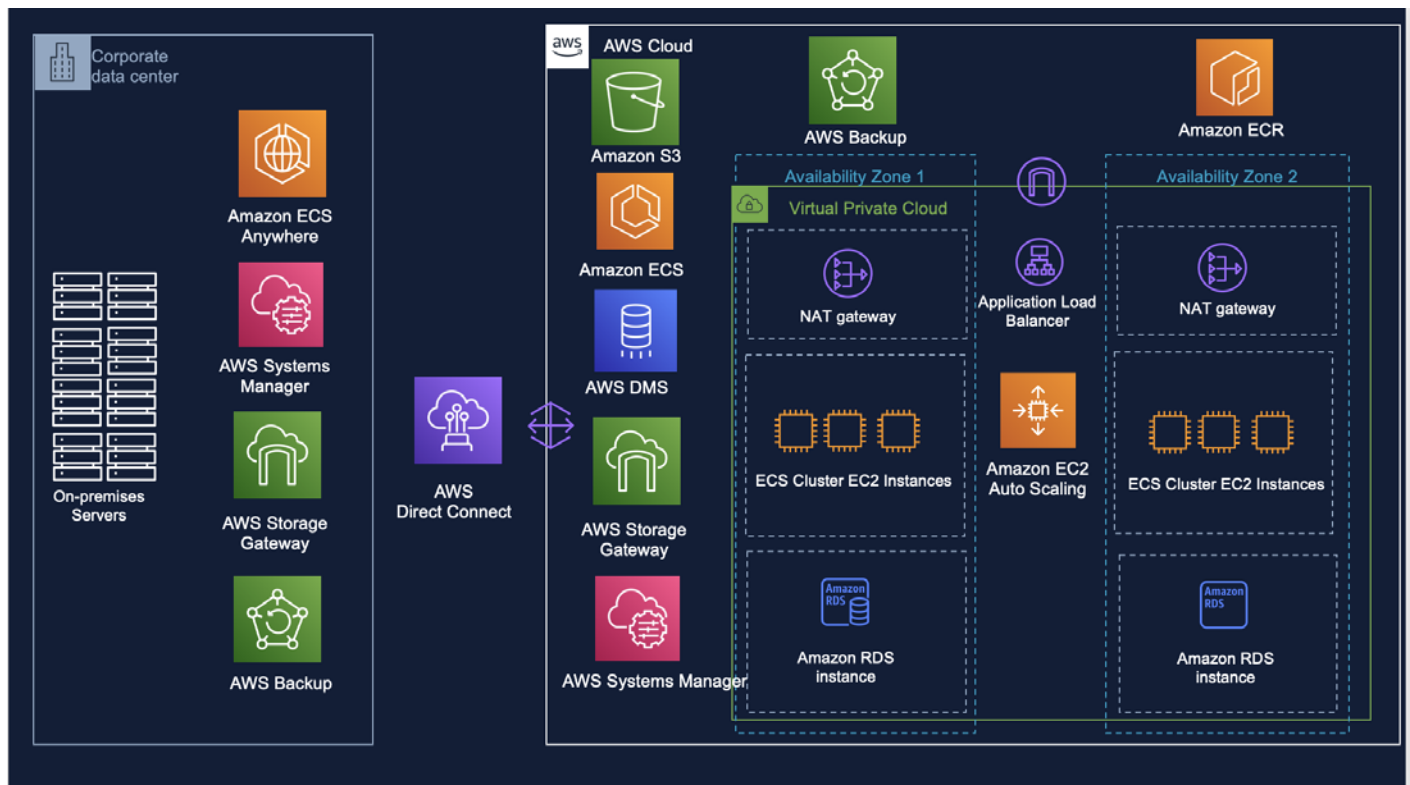 Corporate
data center
Amazon ECS
Anywhere
AWS Systems
Manager
On-premises
Servers
AWS Storage
Gateway
AWS Backup
AWS
Direct Connect
aws
AWS Cloud
Amazon S3
Amazon ECS
AWS DMS
AWS Storage
Gateway
AWS Systems Manager
AWS Backup
Amazon ECR
Availability Zone 1
Availability Zone 2
Virtual Private Cloud
NAT gateway
Application Load
Balancer
NAT gateway
ECS Cluster EC2 Instances
Amazon EC2
Auto Scaling
ECS Cluster EC2 Instances
Amazon
RDS
Amazon RDS
instance
Amazon
RDS
Amazon RDS
instance